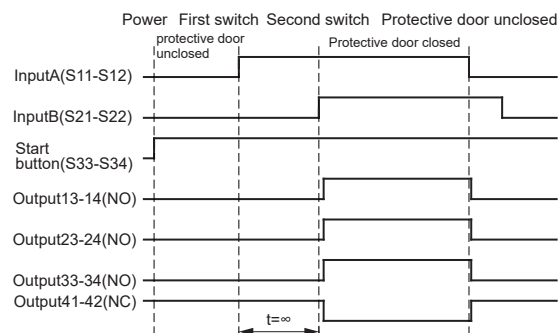 Power First switch Second switch Protective door unclosed
protective door
unclosed
Protective door closed
InputA(S11-S12)
InputB(S21-S22)
Start
button(S33-S34)
Output13-14(NO)
Output23-24(NO)
Output33-34(NO)
Output41-42(NC)
t=∞